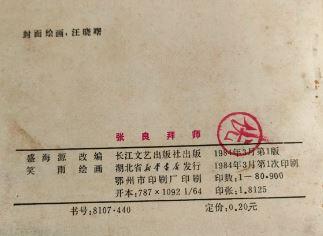 封面绘画：汪晓曙
张良拜师
盛海源 改编 长江文艺出版社出版 1984年3月第1版
笑雨 绘画 湖北省新华书店发行 1984年3月第1次印刷
鄂州市印刷厂印刷 印数：1—80,900
开本：787×1092 1/64 印张：1.8125
书号：8107·440 定价：0.20元